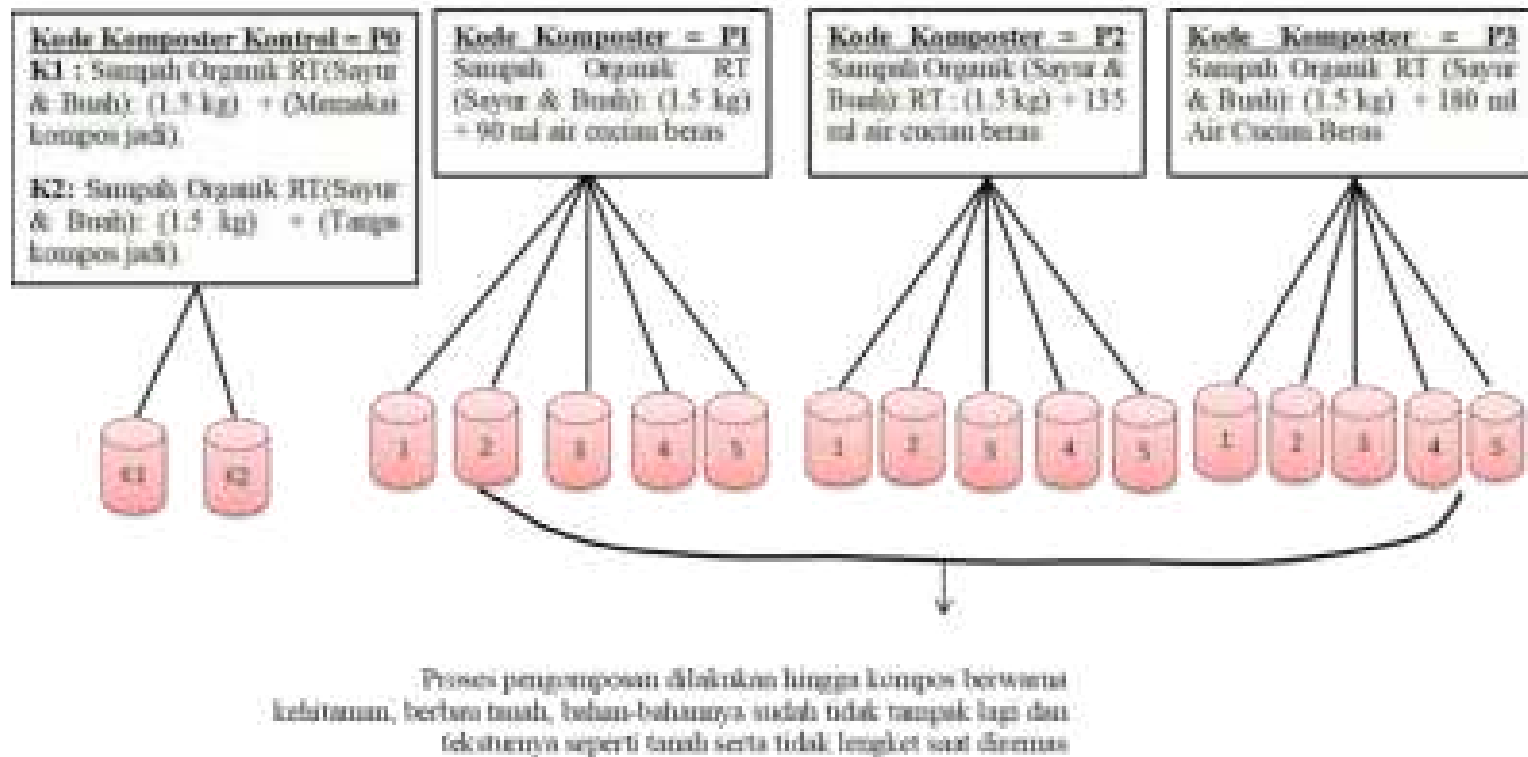 Kode Komposter Kontrol = P0
K1 : Sampah Organik RT(Sayur
& Buah): (1.5 kg) + (Memakai
kompos jadi).
K2: Sampah Organik RT(Sayur
& Buah): (1.5 kg) + (Tanpa
kompos jadi).
Kode Komposter = P1
Sampah Organik RT
(Sayur & Buah): (1.5 kg)
+ 90 ml air cucian beras
Kode Komposter = P2
Sampah Organik (Sayur &
Buah): RT : (1.5 kg) + 135
ml air cucian beras
Kode Komposter = P3
Sampah Organik RT (Sayur
& Buah): (1.5 kg) + 180 ml
Air Cucian Beras
K1 K2
1 2 3 4 5
1 2 3 4 5
1 2 3 4 5
Proses pengomposan dilakukan hingga kompos berwarna
kehitaman, berbau tanah, bahan-bahannya sudah tidak tampak lagi dan
teksturnya seperti tanah serta tidak lengket saat diremas